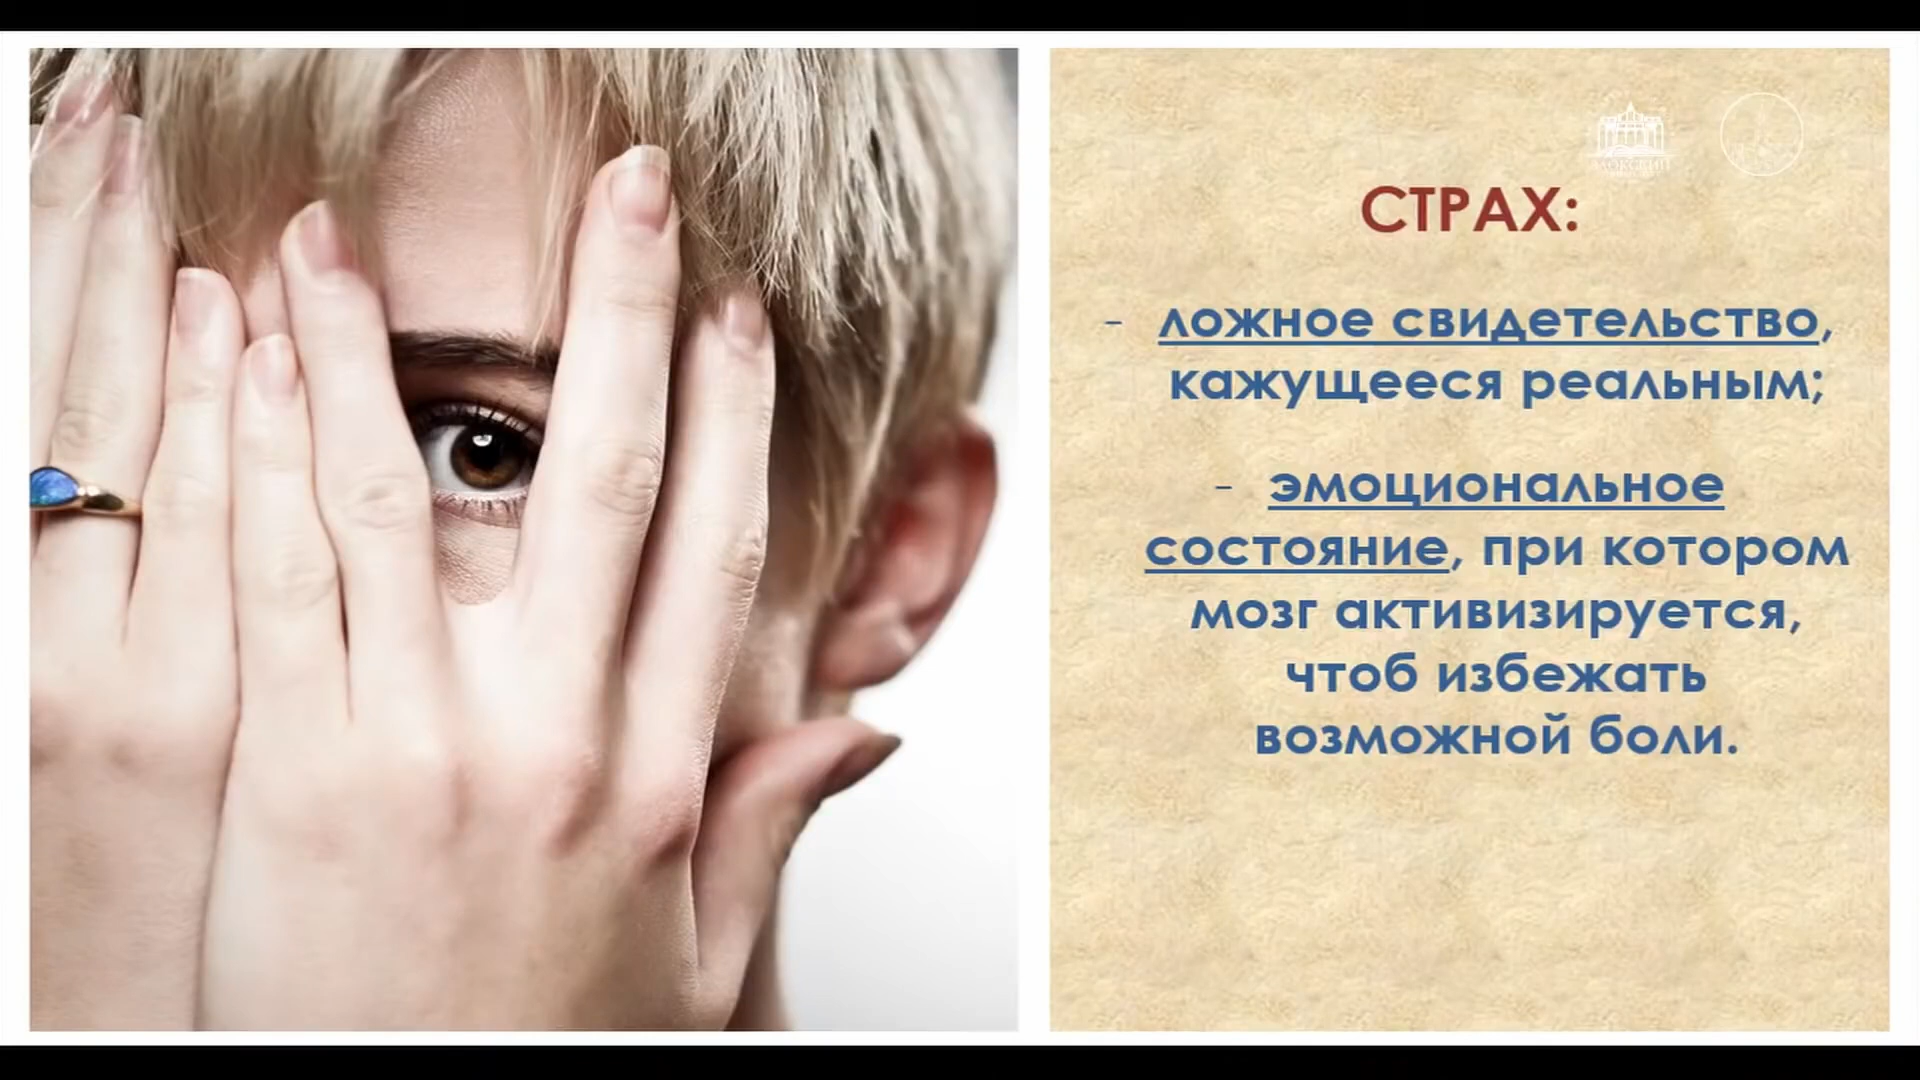 СТРАХ:
- ложное свидетельство,
кажущееся реальным;
- эмоциональное
состояние, при котором
мозг активизируется,
чтоб избежать
возможной боли.